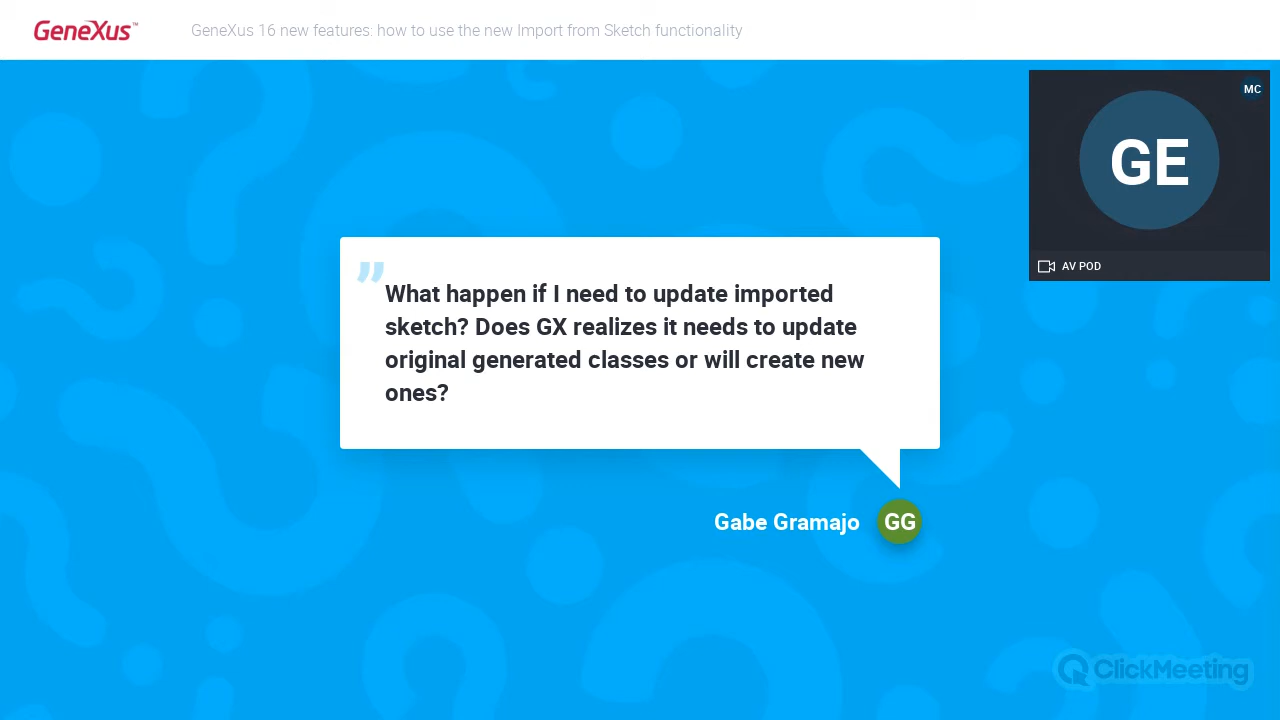 GeneXus™
GeneXus 16 new features: how to use the new Import from Sketch functionality
MC
GE
AV POD
"
What happen if I need to update imported
sketch? Does GX realizes it needs to update
original generated classes or will create new
ones?
Gabe Gramajo GG
ClickMeeting